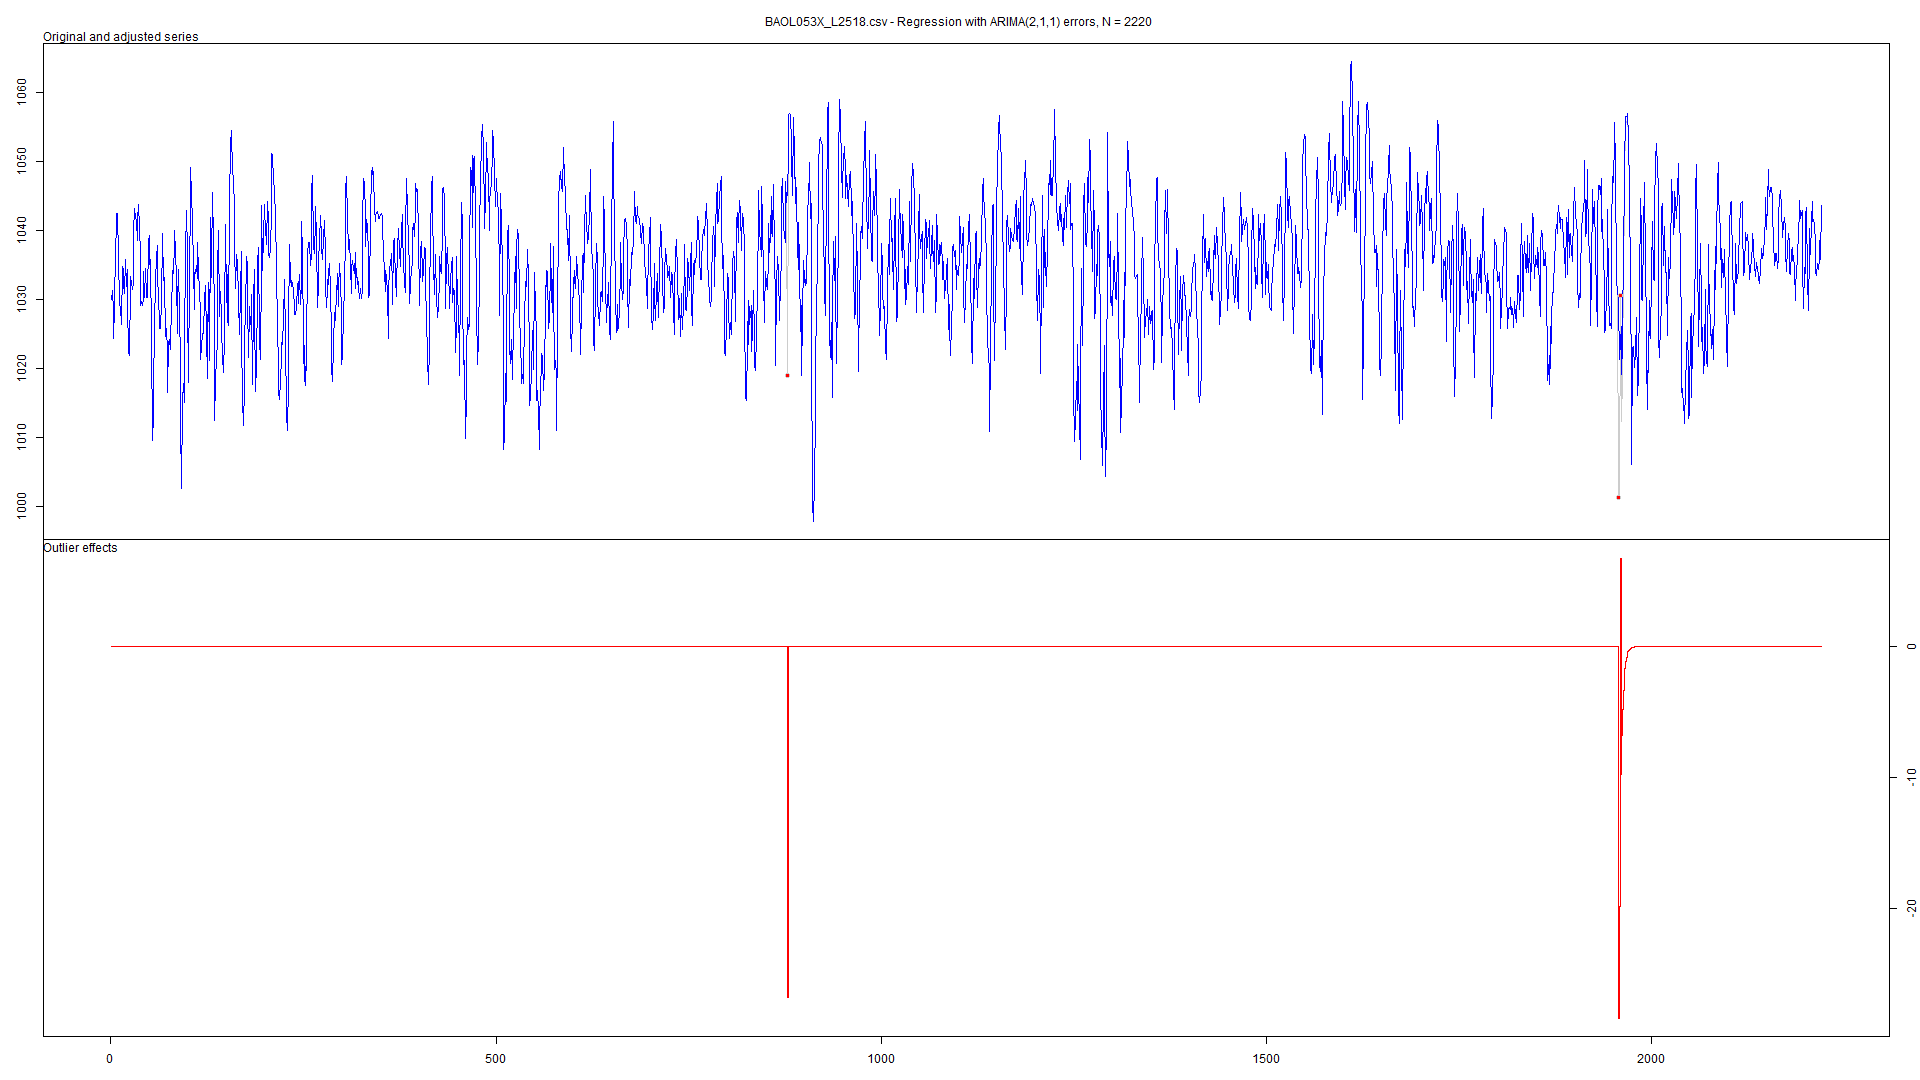 BAOL053X_L2518.csv - Regression with ARIMA(2,1,1) errors, N = 2220
Original and adjusted series
1060
1050
1040
1030
1020
1010
1000
Outlier effects
0
-10
-20
0 500 1000 1500 2000